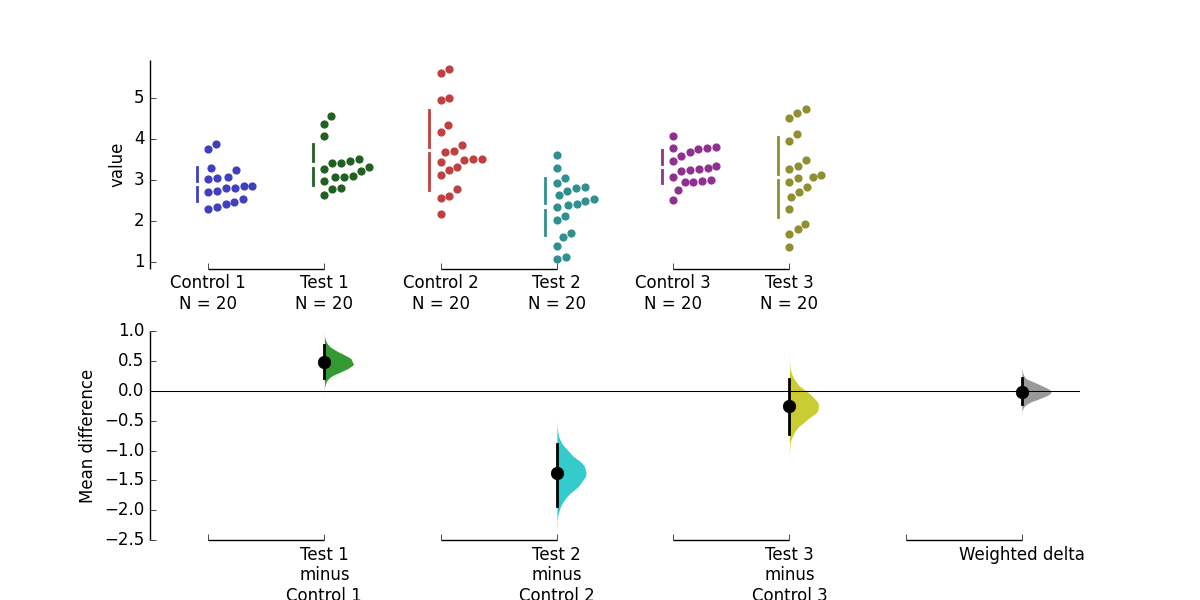 value
5
4
3
2
1
Control 1 Test 1 Control 2 Test 2 Control 3 Test 3
N = 20 N = 20 N = 20 N = 20 N = 20 N = 20
Mean difference
1.0
0.5
0.0
−0.5
−1.0
−1.5
−2.0
−2.5
Test 1 Test 2 Test 3 Weighted delta
minus minus minus
Control 1 Control 2 Control 3